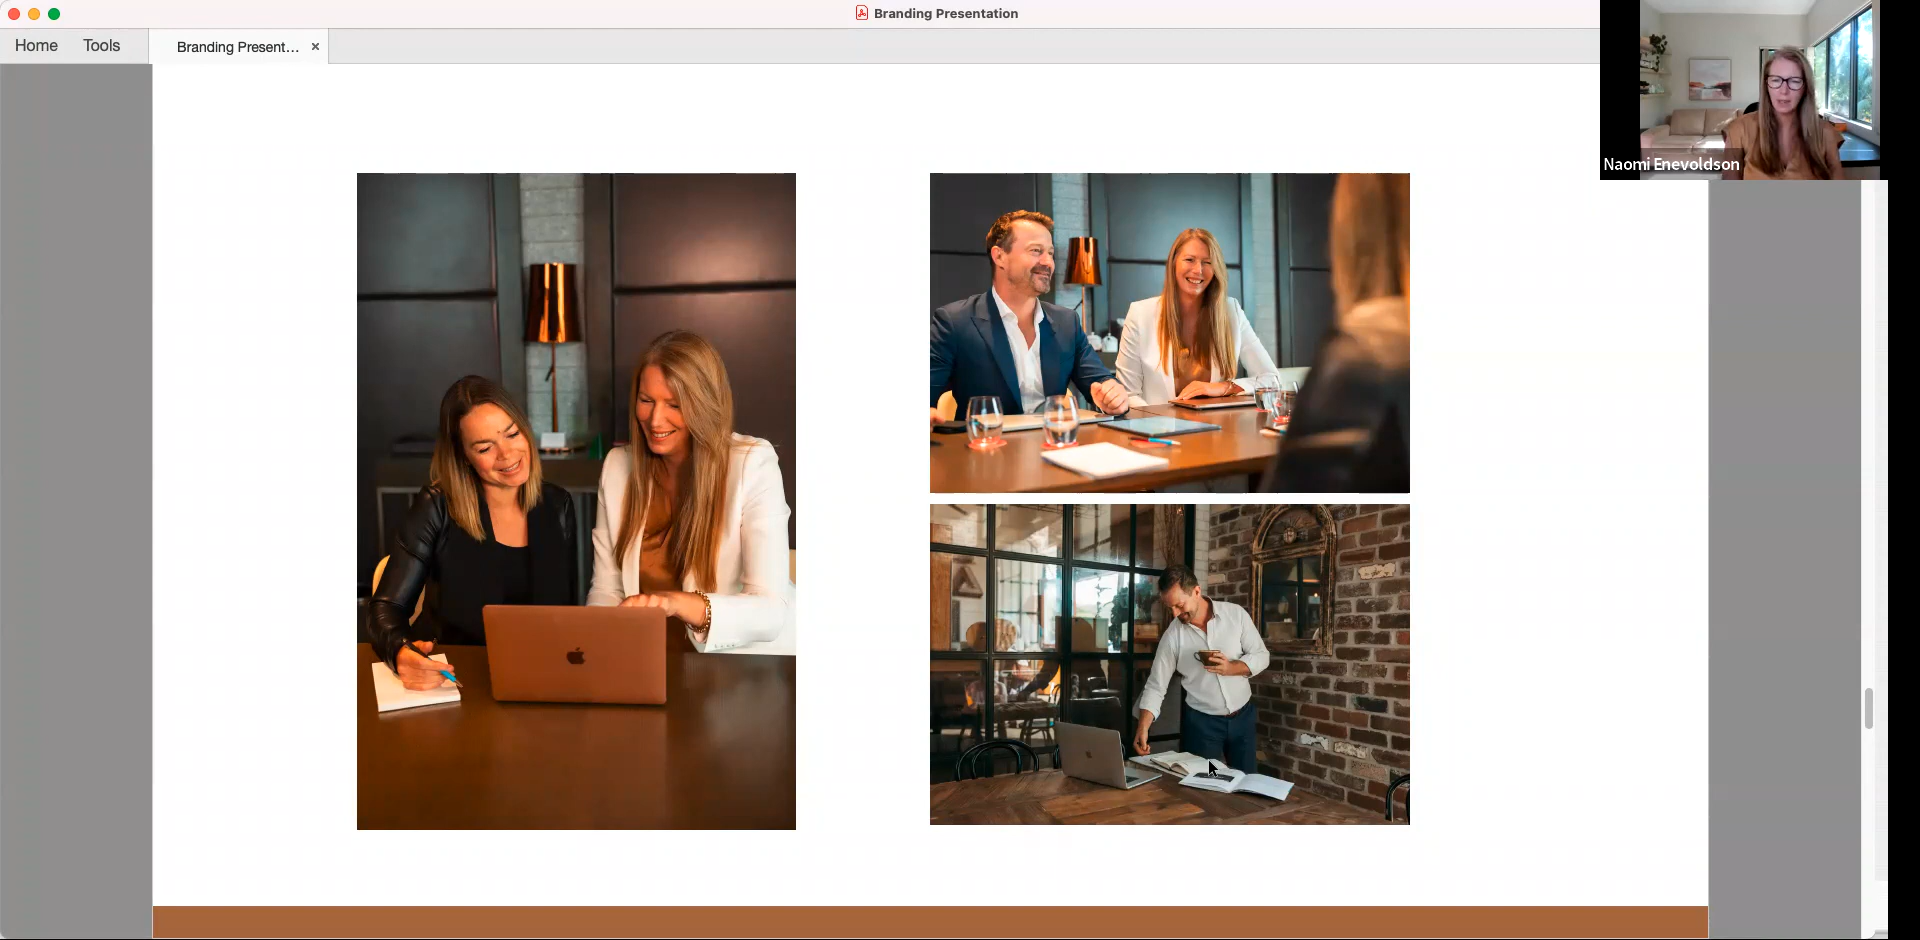 Branding Presentation
Home
Tools
Branding Present...
Naomi Enevoldson